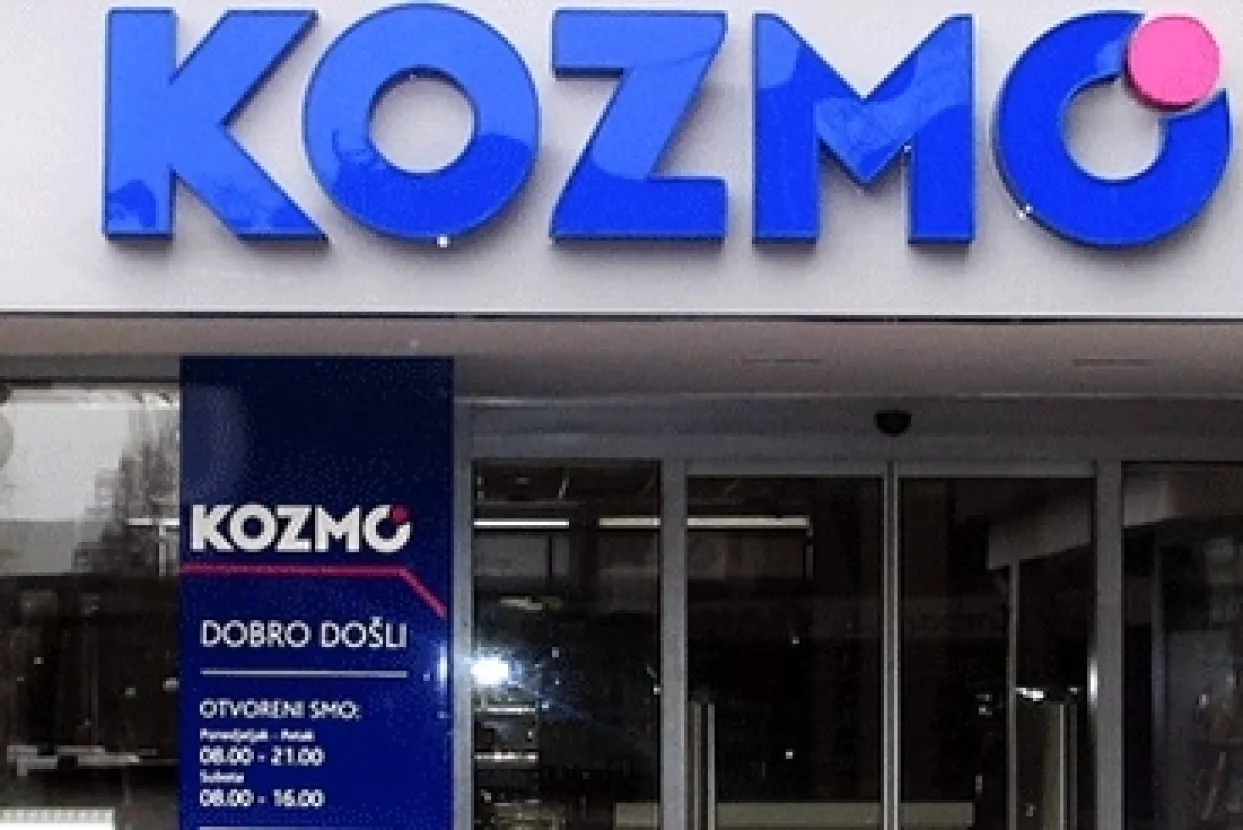 KOZMO
KOZMO
DOBRO DOŠLI
OTVORENI SMO:
Ponedjeljak - Petak
08.00 - 21.00
Subota
08.00 - 16.00